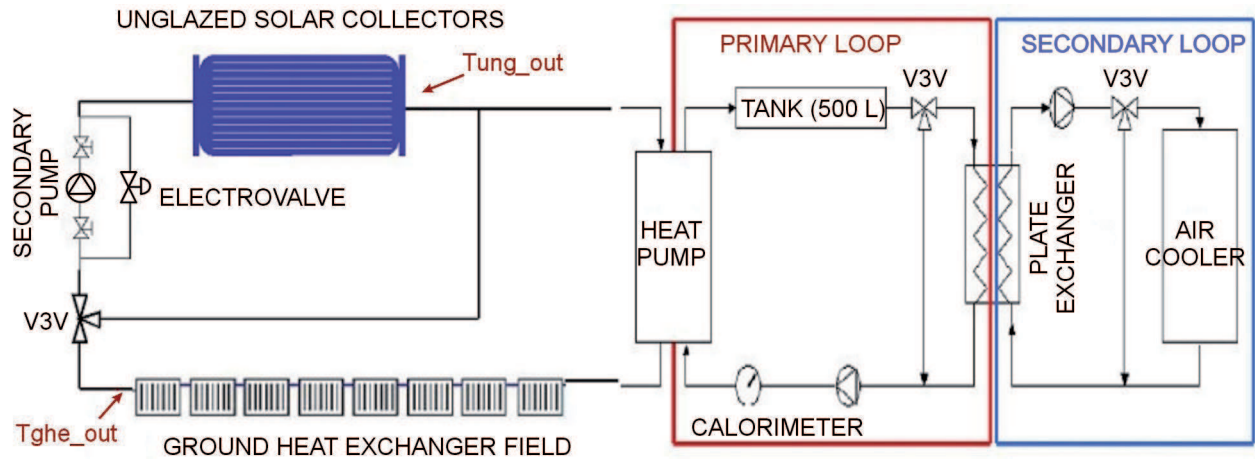 UNGLAZED SOLAR COLLECTORS
Tung_out
PRIMARY LOOP
SECONDARY LOOP
V3V
V3V
TANK (500 L)
SECONDARY
PUMP
ELECTROVALVE
HEAT
PUMP
PLATE
EXCHANGER
AIR
COOLER
V3V
Tghe_out
CALORIMETER
GROUND HEAT EXCHANGER FIELD